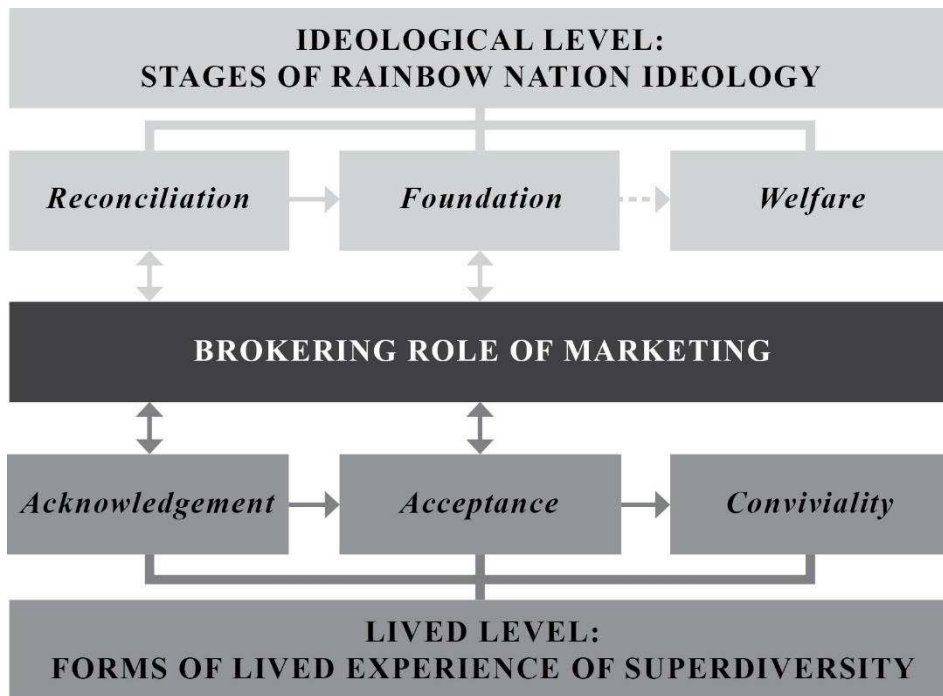 IDEOLOGICAL LEVEL:
STAGES OF RAINBOW NATION IDEOLOGY
Reconciliation
Foundation
Welfare
BROKERING ROLE OF MARKETING
Acknowledgement
Acceptance
Conviviality
LIVED LEVEL:
FORMS OF LIVED EXPERIENCE OF SUPERDIVERSITY